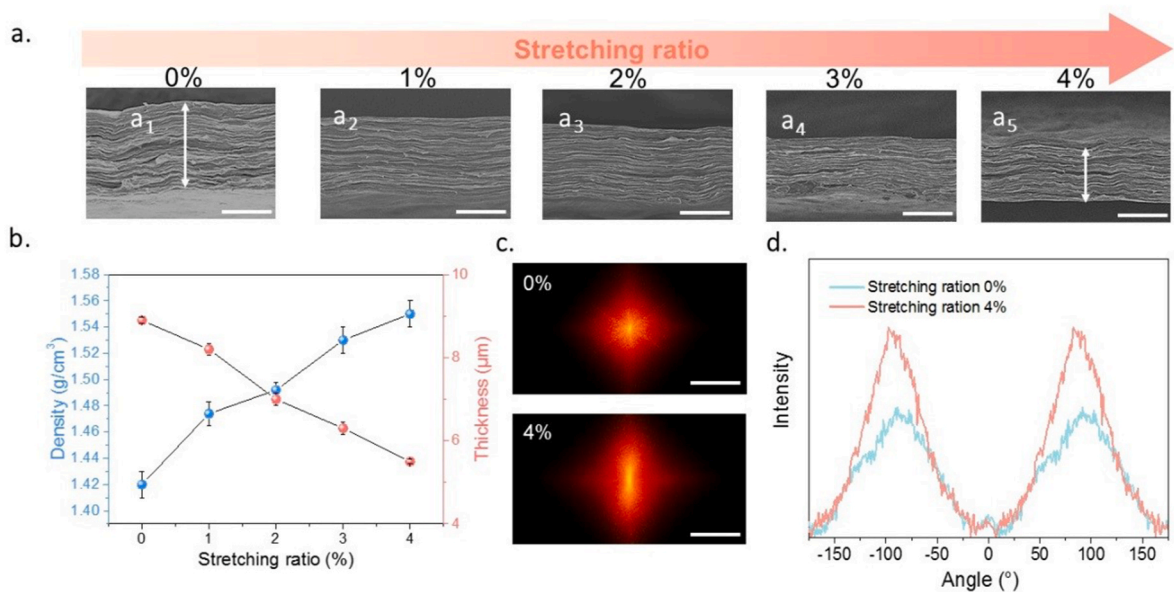 a.
Stretching ratio
0%
1%
2%
3%
4%
a1
a2
a3
a4
a5
b.
Density (g/cm3)
1.58
1.56
1.54
1.52
1.50
1.48
1.46
1.44
1.42
1.40
10
8
6
4
Thickness (μm)
0
1
2
3
4
Stretching ratio (%)
c.
0%
4%
d.
Stretching ration 0%
Stretching ration 4%
Intensity
-150
-100
-50
0
50
100
150
Angle (°)